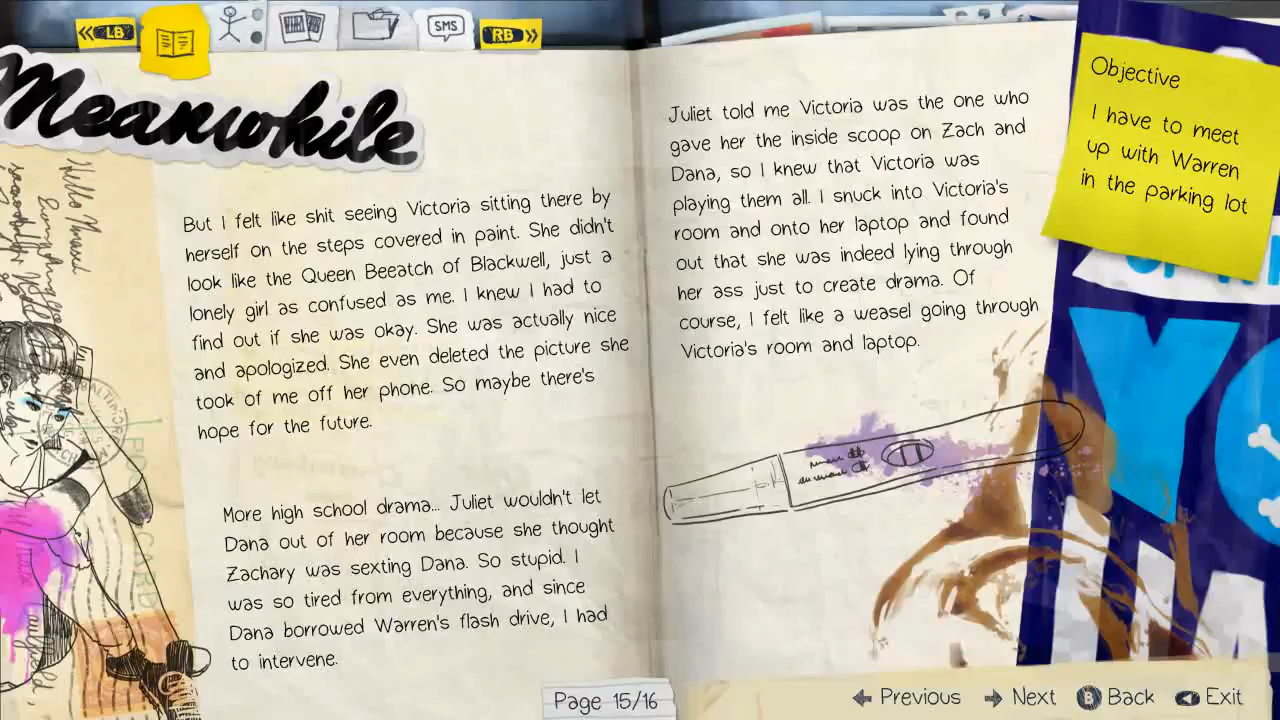 LB
SMS
RB
Meanwhile
But I felt like shit seeing Victoria sitting there by
herself on the steps covered in paint. She didn't
look like the Queen Beeatch of Blackwell, just a
lonely girl as confused as me. I knew I had to
find out if she was okay. She was actually nice
and apologized. She even deleted the picture she
took of me off her phone. So maybe there's
hope for the future.
More high school drama... Juliet wouldn't let
Dana out of her room because she thought
Zachary was sexting Dana. So stupid. I
was so tired from everything, and since
Dana borrowed Warren's flash drive, I had
to intervene.
Juliet told me Victoria was the one who
gave her the inside scoop on Zach and
Dana, so I knew that Victoria was
playing them all. I snuck into Victoria's
room and onto her laptop and found
out that she was indeed lying through
her ass just to create drama. Of
course, I felt like a weasel going through
Victoria's room and laptop.
Objective
I have to meet
up with Warren
in the parking lot
Page 15/16
Previous
Next
B Back
Exit